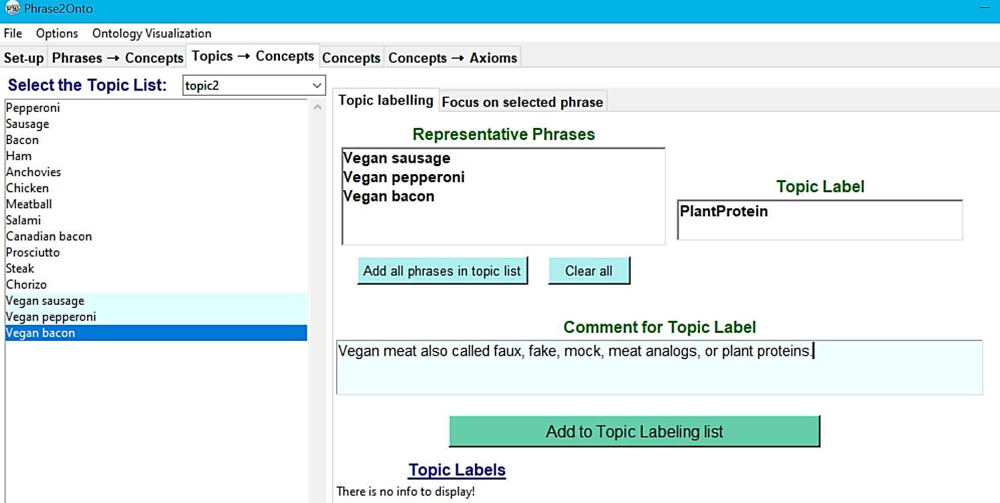 Phrase2Onto
File Options Ontology Visualization
Set-up Phrases → Concepts Topics → Concepts Concepts Concepts → Axioms
Select the Topic List: topic2
Pepperoni
Sausage
Bacon
Ham
Anchovies
Chicken
Meatball
Salami
Canadian bacon
Prosciutto
Steak
Chorizo
Vegan sausage
Vegan pepperoni
Vegan bacon
Topic labelling Focus on selected phrase
Representative Phrases
Vegan sausage
Vegan pepperoni
Vegan bacon
Topic Label
PlantProtein
Add all phrases in topic list Clear all
Comment for Topic Label
Vegan meat also called faux, fake, mock, meat analogs, or plant proteins.
Add to Topic Labeling list
Topic Labels
There is no info to display!